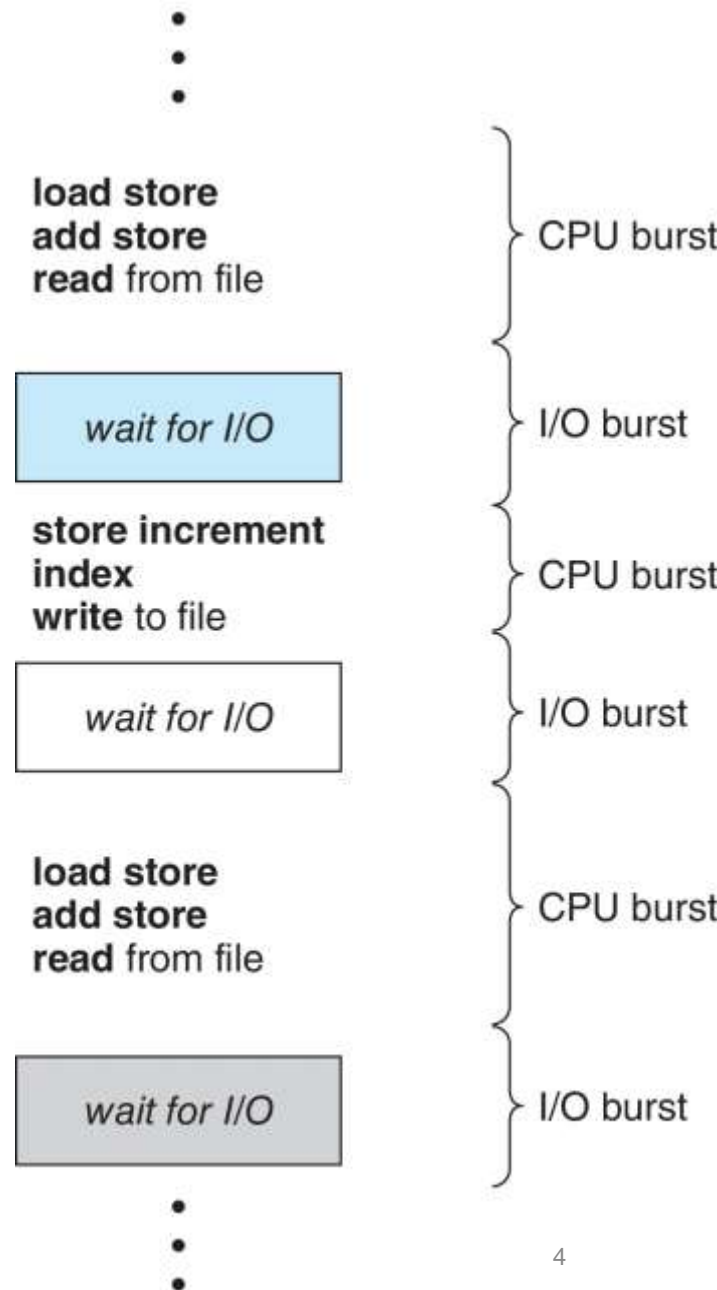 load store
add store
read from file
CPU burst
wait for I/O
I/O burst
store increment
index
write to file
CPU burst
wait for I/O
I/O burst
load store
add store
read from file
CPU burst
wait for I/O
I/O burst
4